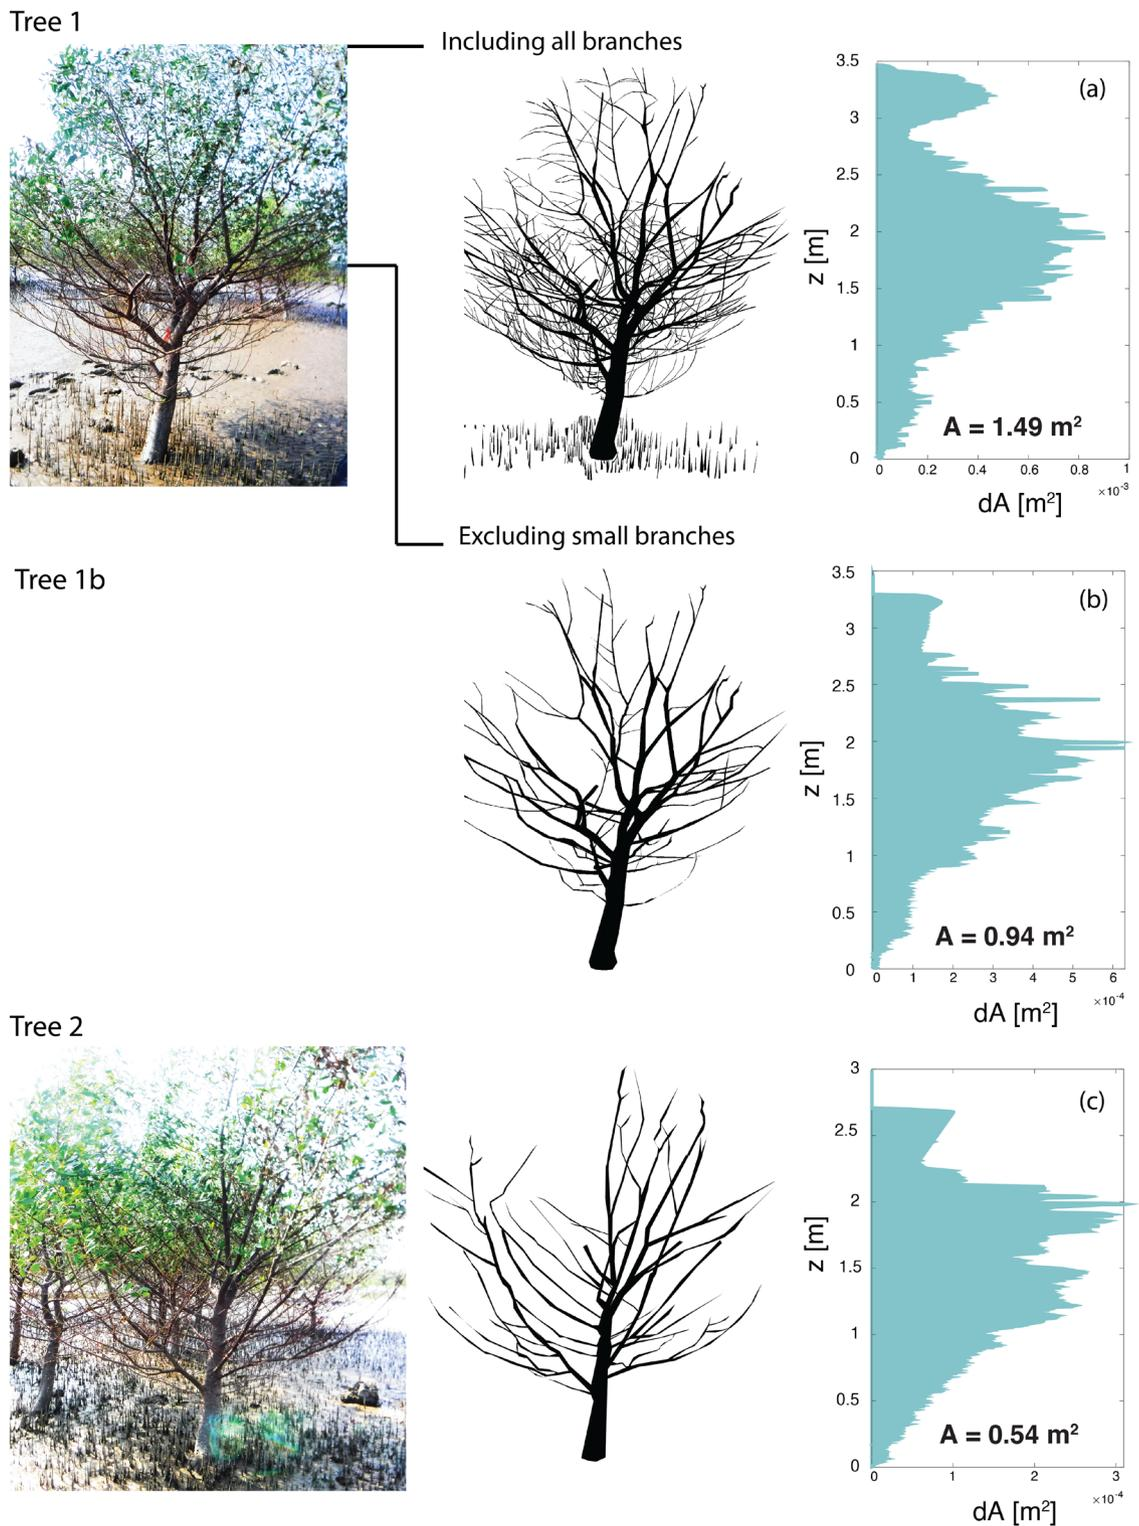 Tree 1
Including all branches
(a)
3.5
3
2.5
2
1.5
1
0.5
0
z [m]
A = 1.49 m²
0 0.2 0.4 0.6 0.8 1
×10⁻³
dA [m²]
Excluding small branches
Tree 1b
(b)
3.5
3
2.5
2
1.5
1
0.5
0
z [m]
A = 0.94 m²
0 1 2 3 4 5 6
×10⁻⁴
dA [m²]
Tree 2
(c)
3
2.5
2
1.5
1
0.5
0
z [m]
A = 0.54 m²
0 1 2 3
×10⁻⁴
dA [m²]